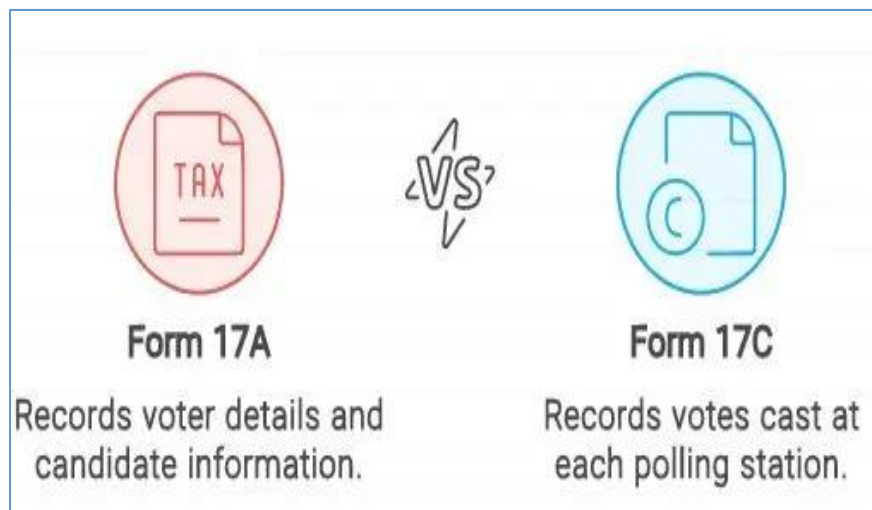 TAX
VS
C
Form 17A
Form 17C
Records voter details and
candidate information.
Records votes cast at
each polling station.